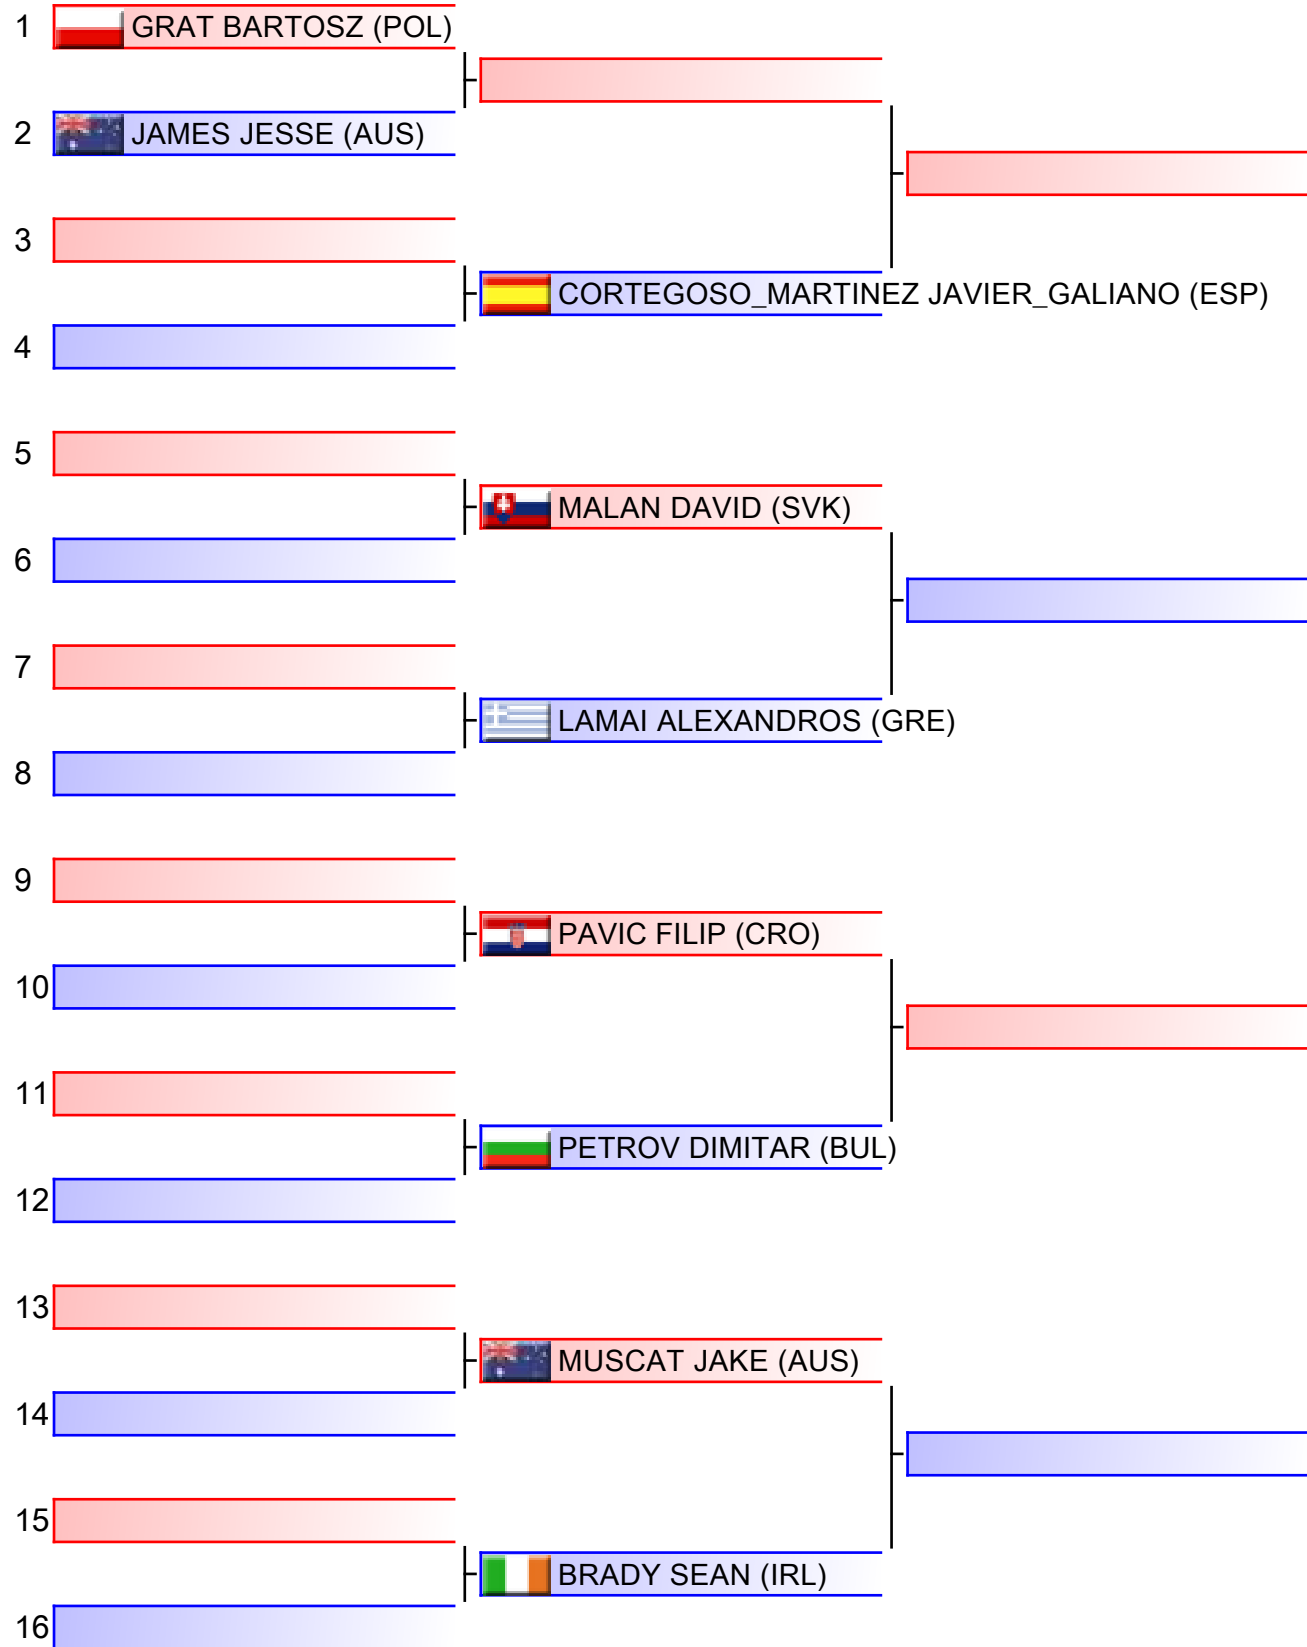 1 GRAT BARTOSZ (POL)
2 JAMES JESSE (AUS)
3
CORTEGOSO_MARTINEZ JAVIER_GALIANO (ESP)
4
5
MALAN DAVID (SVK)
6
7
LAMAI ALEXANDROS (GRE)
8
9
PAVIC FILIP (CRO)
10
11
PETROV DIMITAR (BUL)
12
13
MUSCAT JAKE (AUS)
14
15
BRADY SEAN (IRL)
16